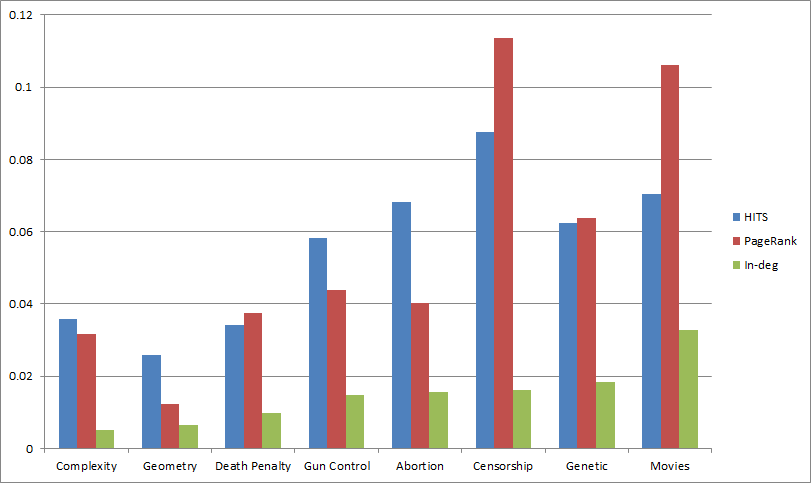 0.12
0.1
0.08
0.06
0.04
0.02
0
Complexity Geometry Death Penalty Gun Control Abortion Censorship Genetic Movies
HITS
PageRank
In-deg